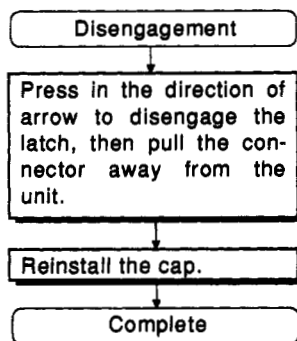 Disengagement
Press in the direction of
arrow to disengage the
latch, then pull the con-
nector away from the
unit.
Reinstall the cap.
Complete